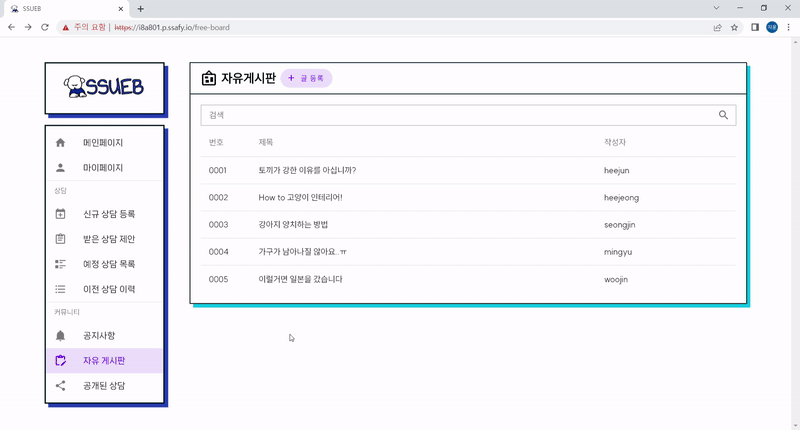 SSUEB
주의 요함 | https://i8a801.p.ssafy.io/free-board
SSUEB
메인페이지
마이페이지
상담
신규 상담 등록
받은 상담 제안
예정 상담 목록
이전 상담 이력
커뮤니티
공지사항
자유 게시판
공개된 상담
자유게시판
+ 글 등록
검색
번호 제목 작성자
0001 토끼가 강한 이유를 아십니까? heejun
0002 How to 고양이 인테리어! heejeong
0003 강아지 양치하는 방법 seongjin
0004 가구가 남아나질 않아요..ㅠ mingyu
0005 이럴거면 일본을 갔습니다 woojin